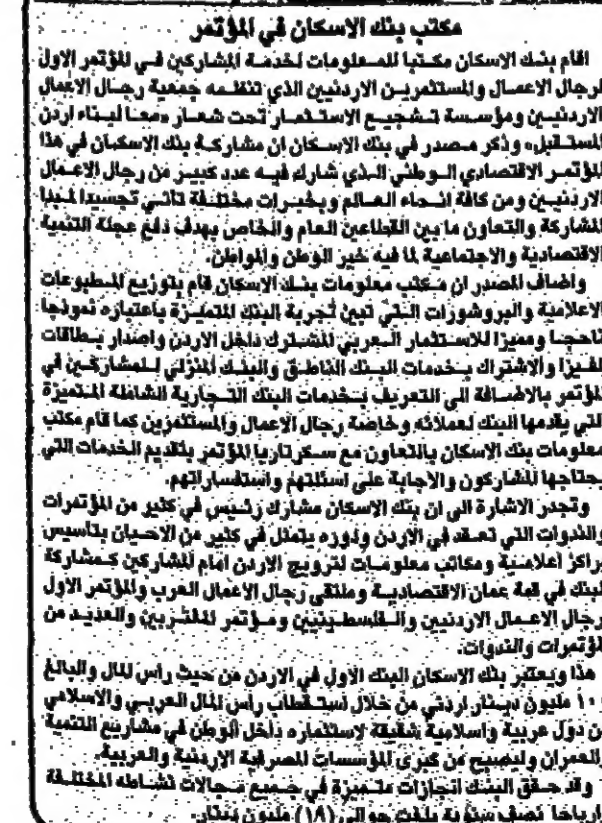 مكتب بنك الاسكان في المؤتمر
اقام بنك الاسكان مكتبا للمعلومات لخدمة المشاركين في المؤتمر الاول
لرجال الاعمال والمستثمرين الاردنيين الذي تنظمه جمعية رجال الاعمال
الاردنيين ومؤسسة تشجيع الاستثمار تحت شعار «معا لبناء اردن
المستقبل» وذكر مصدر في بنك الاسكان ان مشاركة بنك الاسكان في هذا
المؤتمر الاقتصادي الوطني الذي شارك فيه عدد كبير من رجال الاعمال
الاردنيين ومن كافة انحاء العالم وبخبرات مختلفة تأتي تجسيدا لمبدا
المشاركة والتعاون ما بين القطاعين العام والخاص بهدف دفع عجلة التنمية
الاقتصادية والاجتماعية لما فيه خير الوطن والمواطن.
واضاف المصدر ان مكتب معلومات بنك الاسكان قام بتوزيع المطبوعات
الاعلامية والبروشورات التي تبين تجربة البنك المتميزة باعتباره نموذجا
ناجحا ومميزا للاستثمار العربي المشترك داخل الاردن واصدار بطاقات
الفيزا والاشتراك بخدمات البنك الناطق والبنك المنزلي للمشاركين في
المؤتمر بالاضافة الى التعريف بخدمات البنك التجارية الشاملة المتميزة
التي يقدمها البنك لعملائه وخاصة رجال الاعمال والمستثمرين كما قام مكتب
معلومات بنك الاسكان بالتعاون مع سكرتاريا المؤتمر بتقديم الخدمات التي
يحتاجها المشاركون والاجابة على اسئلتهم واستفساراتهم.
وتجدر الاشارة الى ان بنك الاسكان مشارك رئيس في كثير من المؤتمرات
والندوات التي تعقد في الاردن ودوره يتمثل في كثير من الاحيان بتأسيس
مراكز اعلامية ومكاتب معلومات لترويج الاردن امام المشاركين كمشاركة
البنك في قمة عمان الاقتصادية وملتقى رجال الاعمال العرب والمؤتمر الاول
لرجال الاعمال الاردنيين والفلسطينيين ومؤتمر المغتربين والعديد من
المؤتمرات والندوات.
هذا ويعتبر بنك الاسكان البنك الاول في الاردن من حيث رأس المال والبالغ
مليون دينار اردني من خلال استقطاب رأس المال العربي والاسلامي
من دول عربية واسلامية شقيقة لاستثماره داخل الوطن في مشاريع التنمية
والعمران وليصبح من كبرى المؤسسات المصرفية الاردنية والعربية.
وقد حقق البنك انجازات متميزة في جميع مجالات نشاطه المختلفة
بارباحا نصف سنوية بلغت حوالي (١٨) مليون دينار.